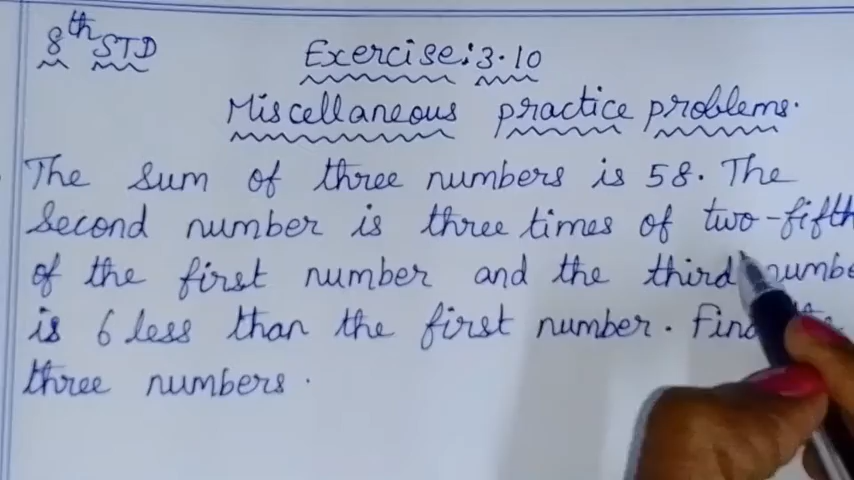 8th STD
Exercise: 3.10
Miscellaneous practice problems.
The sum of three numbers is 58. The
second number is three times of two-fifth
of the first number and the third numbe
is 6 less than the first number. Find
three numbers.